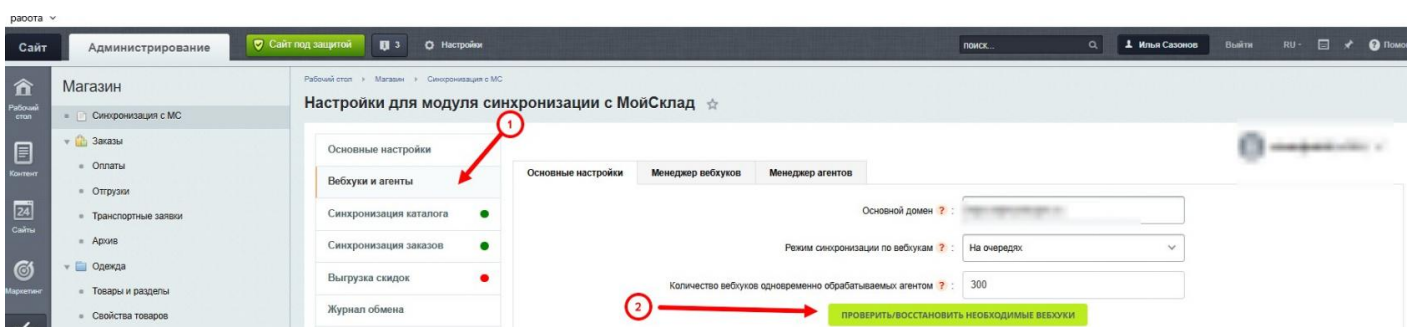 работа
Сайт
Администрирование
Сайт под защитой
3
Настройки
поиск...
Илья Сазонов
Выйти
RU
Рабочий стол
Контент
24
Сайты
Маркетинг
Магазин
Синхронизация с МС
Заказы
Оплаты
Отгрузки
Транспортные заявки
Архив
Одежда
Товары и разделы
Свойства товаров
Рабочий стол Магазин Синхронизация с МС
Настройки для модуля синхронизации с МойСклад
1
Основные настройки
Вебхуки и агенты
Синхронизация каталога
Синхронизация заказов
Выгрузка скидок
Журнал обмена
Основные настройки Менеджер вебхуков Менеджер агентов
Основной домен ? :
Режим синхронизации по вебхукам ? : На очередях
Количество вебхуков одновременно обрабатываемых агентом ? : 300
2
ПРОВЕРИТЬ/ВОССТАНОВИТЬ НЕОБХОДИМЫЕ ВЕБХУКИ